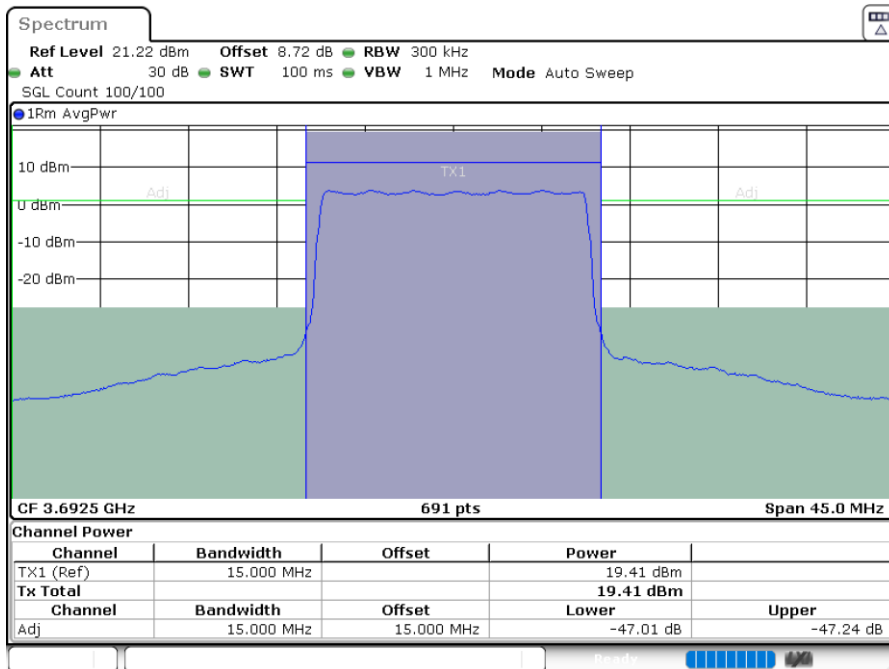 Spectrum
Ref Level 21.22 dBm Offset 8.72 dB RBW 300 kHz
Att 30 dB SWT 100 ms VBW 1 MHz Mode Auto Sweep
SGL Count 100/100
1Rm AvgPwr
10 dBm
TX1
Adj Adj
0 dBm
-10 dBm
-20 dBm
CF 3.6925 GHz 691 pts Span 45.0 MHz
Channel Power
Channel Bandwidth Offset Power
TX1 (Ref) 15.000 MHz 19.41 dBm
Tx Total 19.41 dBm
Channel Bandwidth Offset Lower Upper
Adj 15.000 MHz 15.000 MHz -47.01 dB -47.24 dB
Ready